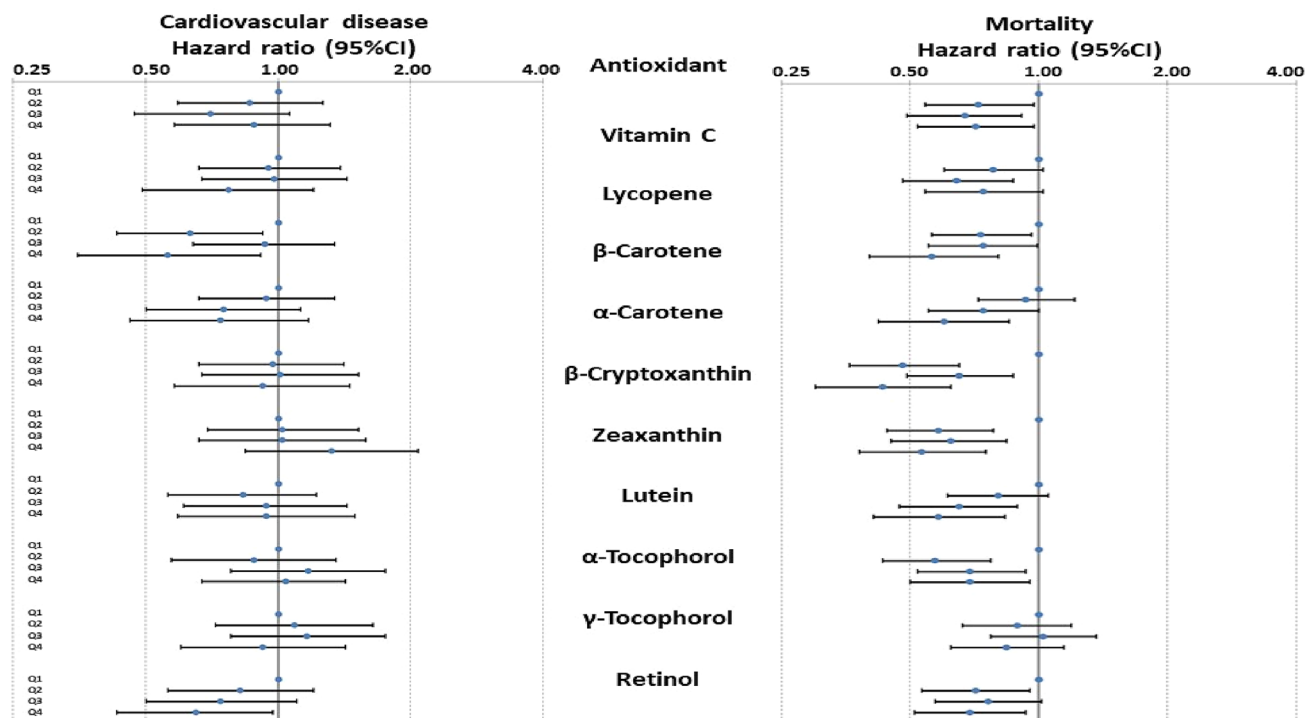 Cardiovascular disease
Hazard ratio (95%CI)
0.25 0.50 1.00 2.00 4.00
Antioxidant
Mortality
Hazard ratio (95%CI)
0.25 0.50 1.00 2.00 4.00
Q1
Q2
Q3
Q4
Vitamin C
Q1
Q2
Q3
Q4
Lycopene
Q1
Q2
Q3
Q4
β-Carotene
Q1
Q2
Q3
Q4
α-Carotene
Q1
Q2
Q3
Q4
β-Cryptoxanthin
Q1
Q2
Q3
Q4
Zeaxanthin
Q1
Q2
Q3
Q4
Lutein
Q1
Q2
Q3
Q4
α-Tocophorol
Q1
Q2
Q3
Q4
γ-Tocophorol
Q1
Q2
Q3
Q4
Retinol